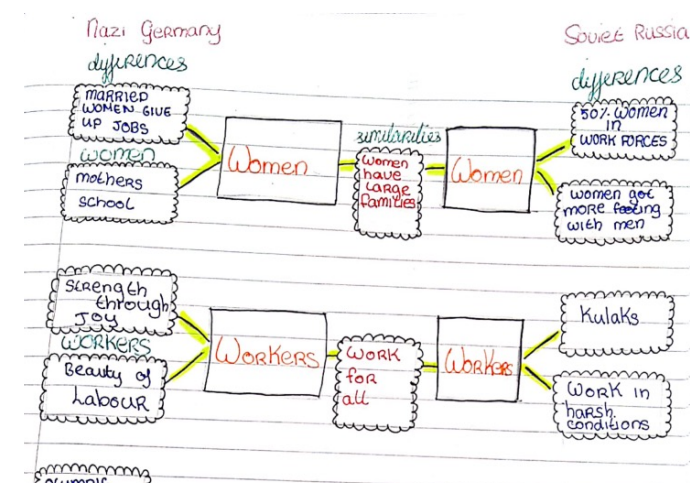 Nazi Germany
differences
MARRIED
WOMEN GIVE
UP JOBS
women
mothers
school
Women
similarities
Women
have
large
families
Soviet Russia
differences
50% women
in
WORK FORCES
Women
women got
more footing
with men
Strength
through
Joy
WORKERS
Beauty of
Labour
Workers
Work
for
all
Workers
Kulaks
Work in
harsh
conditions